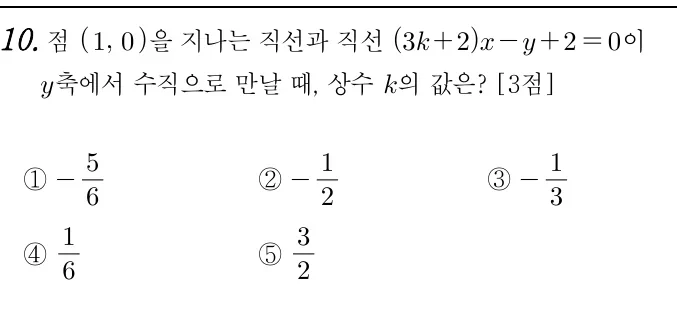 10. 점 (1, 0)을 지나는 직선과 직선 (3k+2)x-y+2=0이
y축에서 수직으로 만날 때, 상수 k의 값은? [3점]
① -5/6 ② -1/2 ③ -1/3
④ 1/6 ⑤ 3/2